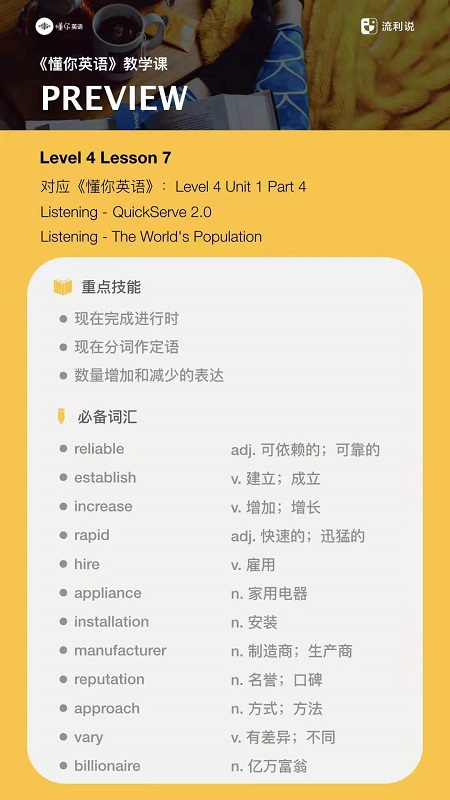 懂你英语
流利说
《懂你英语》教学课
PREVIEW
Level 4 Lesson 7
对应《懂你英语》：Level 4 Unit 1 Part 4
Listening - QuickServe 2.0
Listening - The World's Population
重点技能
现在完成进行时
现在分词作定语
数量增加和减少的表达
必备词汇
reliable adj. 可依赖的；可靠的
establish v. 建立；成立
increase v. 增加；增长
rapid adj. 快速的；迅猛的
hire v. 雇用
appliance n. 家用电器
installation n. 安装
manufacturer n. 制造商；生产商
reputation n. 名誉；口碑
approach n. 方式；方法
vary v. 有差异；不同
billionaire n. 亿万富翁